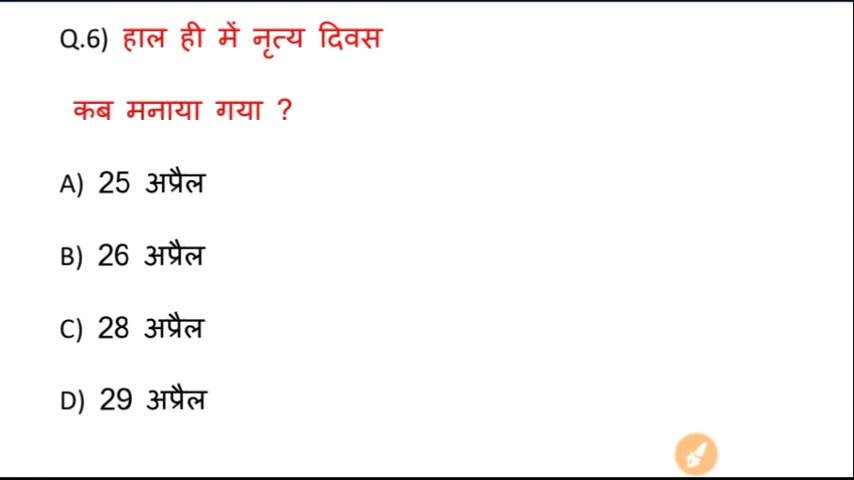 Q.6) हाल ही में नृत्य दिवस
कब मनाया गया ?
A) 25 अप्रैल
B) 26 अप्रैल
C) 28 अप्रैल
D) 29 अप्रैल